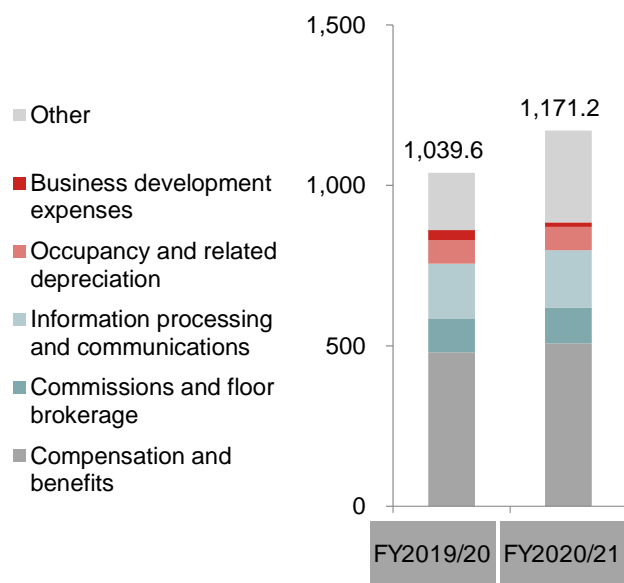 Other
Business development
expenses
Occupancy and related
depreciation
Information processing
and communications
Commissions and floor
brokerage
Compensation and
benefits
1,500
1,000
500
0
1,039.6
1,171.2
FY2019/20
FY2020/21